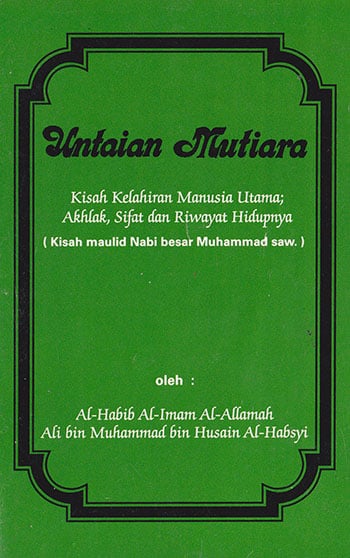 Untaian Mutiara
Kisah Kelahiran Manusia Utama;
Akhlak, Sifat dan Riwayat Hidupnya
( Kisah maulid Nabi besar Muhammad saw. )
oleh :
Al-Habib Al-Imam Al-Allamah
Ali bin Muhammad bin Husain Al-Habsyi